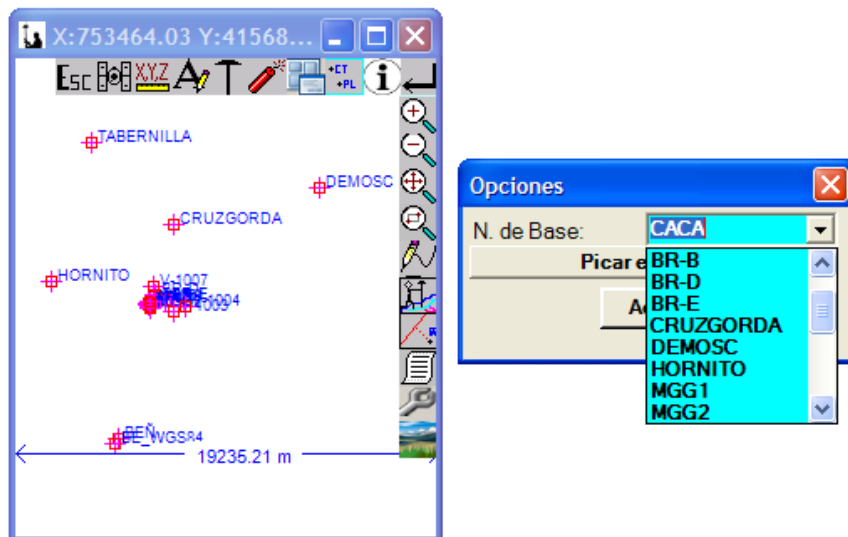 X:753464.03 Y:41568...
Esc X,Y,Z A T +CT
+PL i
TABERNILLA
DEMOSC
CRUZGORDA
HORNITO
V-1007
BEÑ
19235.21 m
Opciones
N. de Base: CACA
Picar e
BR-B
BR-D
BR-E
CRUZGORDA
DEMOSC
HORNITO
MGG1
MGG2